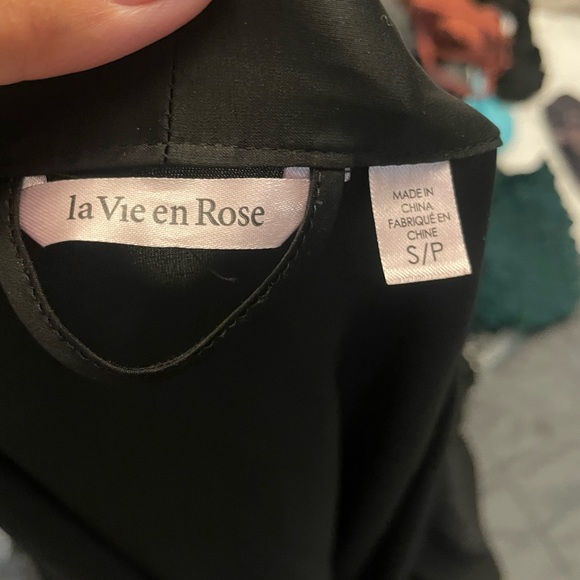 la Vie en Rose
MADE IN
CHINA
FABRIQUÉ EN
CHINE
S/P